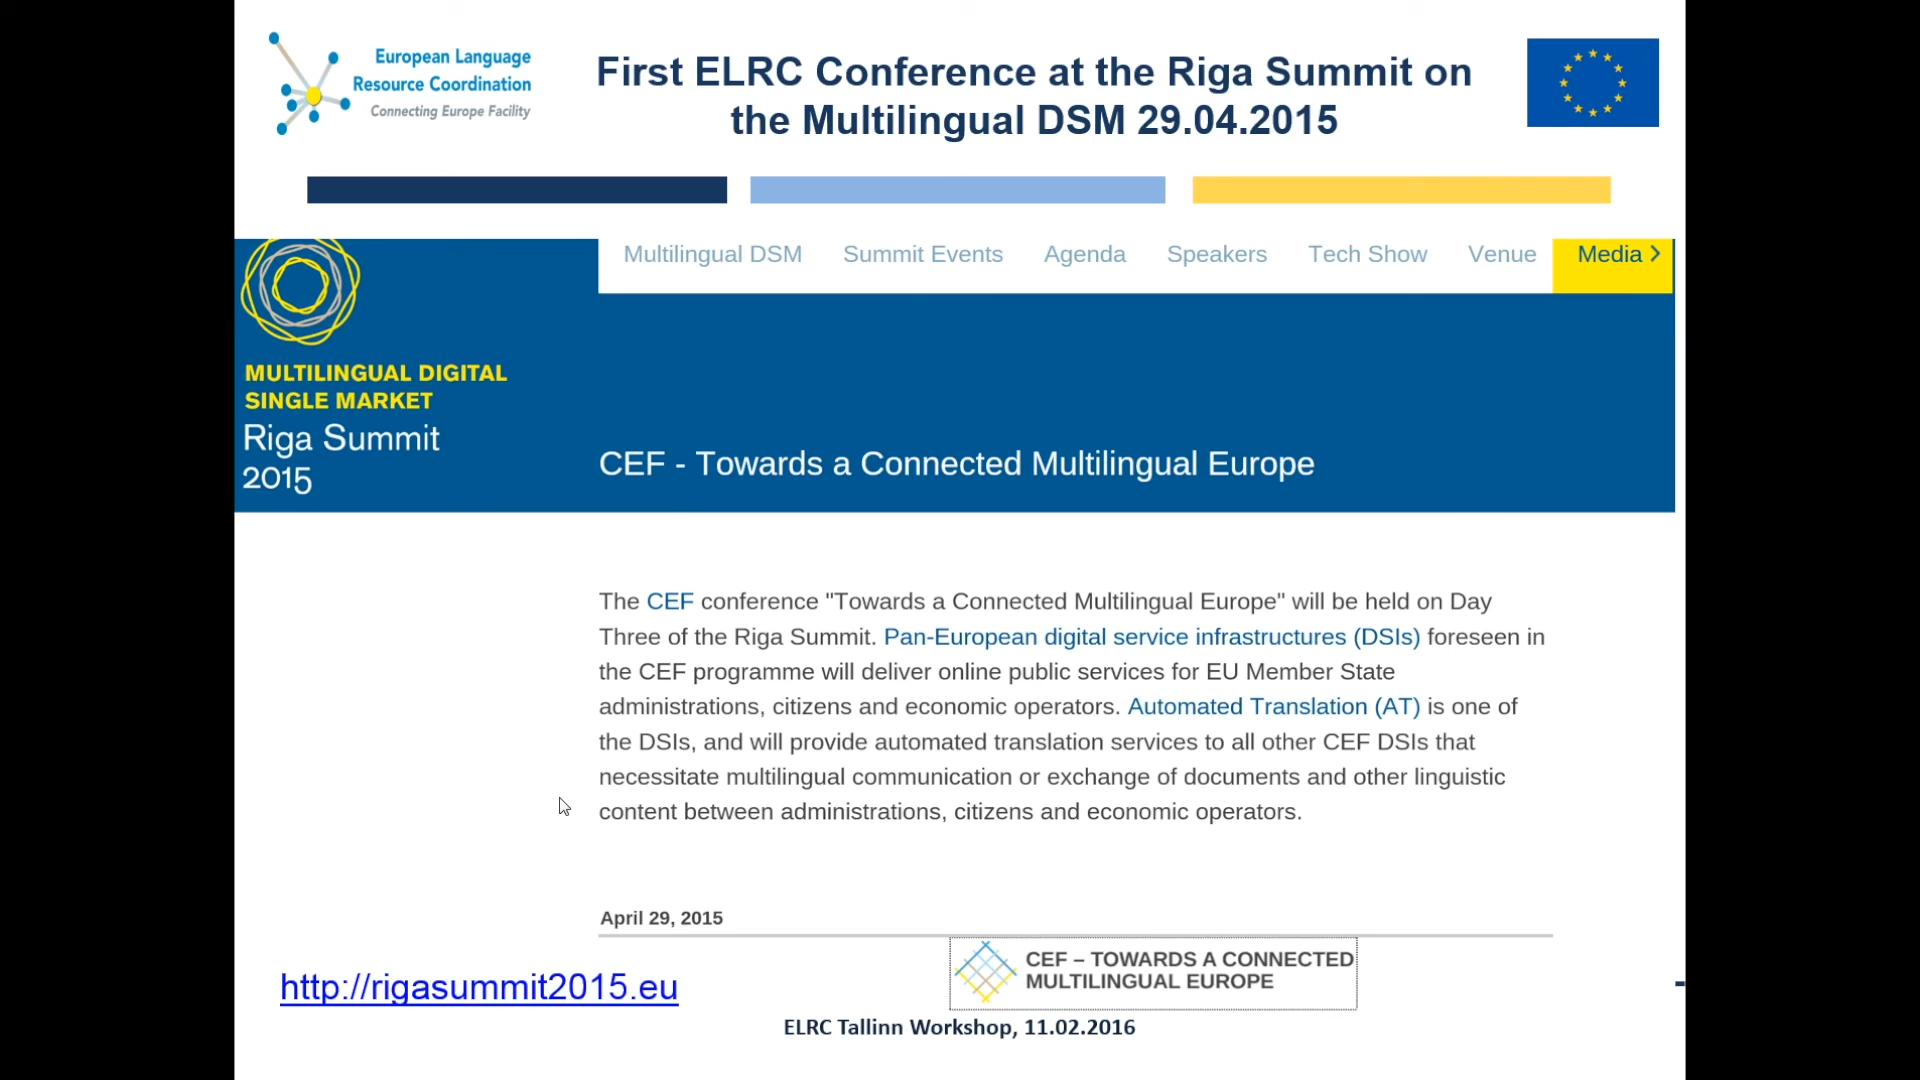 European Language
Resource Coordination
Connecting Europe Facility
First ELRC Conference at the Riga Summit on
the Multilingual DSM 29.04.2015
Multilingual DSM Summit Events Agenda Speakers Tech Show Venue Media >
MULTILINGUAL DIGITAL
SINGLE MARKET
Riga Summit
2015
CEF - Towards a Connected Multilingual Europe
The CEF conference "Towards a Connected Multilingual Europe" will be held on Day
Three of the Riga Summit. Pan-European digital service infrastructures (DSIs) foreseen in
the CEF programme will deliver online public services for EU Member State
administrations, citizens and economic operators. Automated Translation (AT) is one of
the DSIs, and will provide automated translation services to all other CEF DSIs that
necessitate multilingual communication or exchange of documents and other linguistic
content between administrations, citizens and economic operators.
April 29, 2015
CEF – TOWARDS A CONNECTED
MULTILINGUAL EUROPE
http://rigasummit2015.eu
ELRC Tallinn Workshop, 11.02.2016